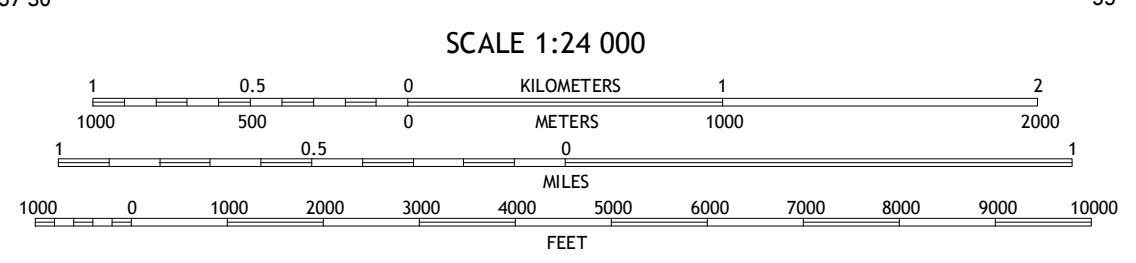 SCALE 1:24 000
1 0.5 0 KILOMETERS 1 2
1000 500 0 METERS 1000 2000
1 0.5 0 1
MILES
1000 0 1000 2000 3000 4000 5000 6000 7000 8000 9000 10000
FEET